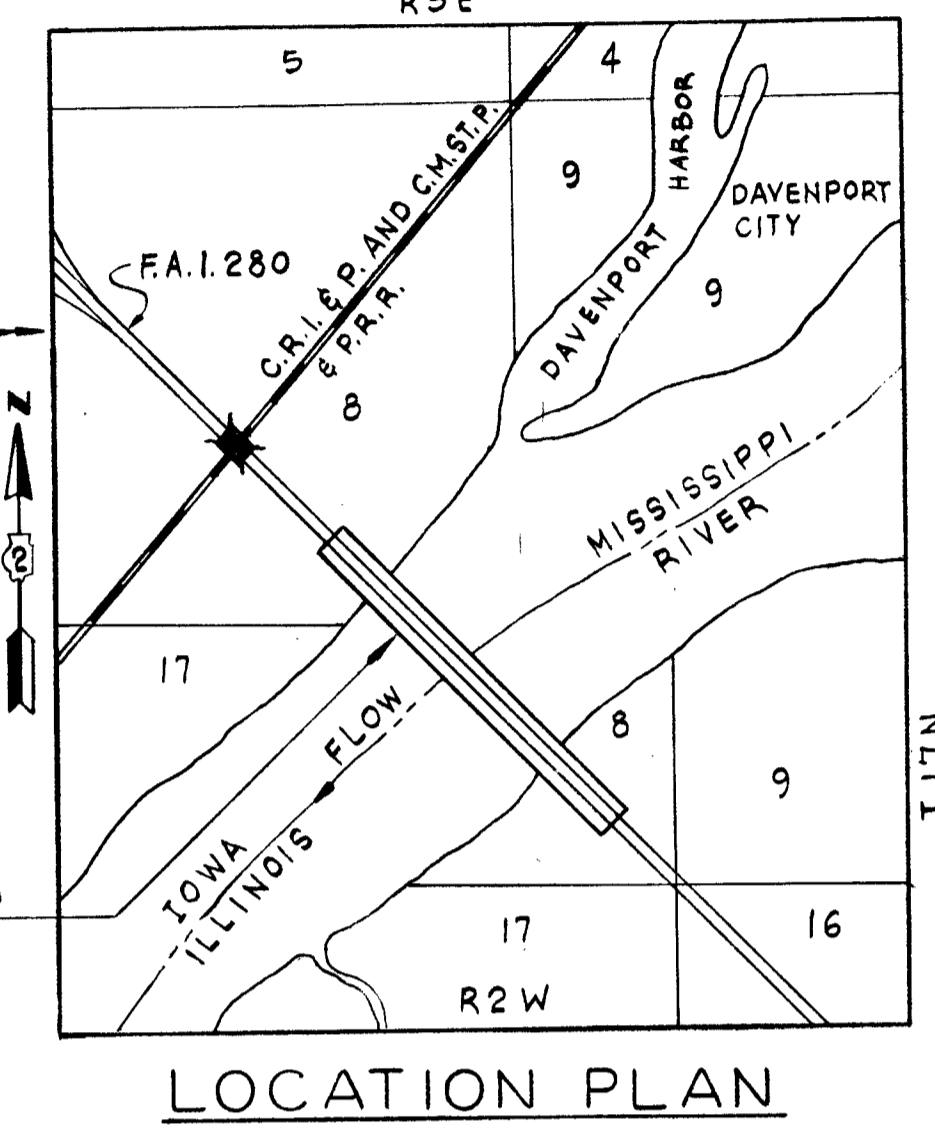 5
4
C.R.I. & P. AND C.M.ST.P.
& P.R.R.
9
HARBOR
DAVENPORT
DAVENPORT
CITY
9
F.A.I. 280
8
N
2
MISSISSIPPI
RIVER
17
FLOW
8
9
IOWA
ILLINOIS
17
16
R2W
LOCATION PLAN